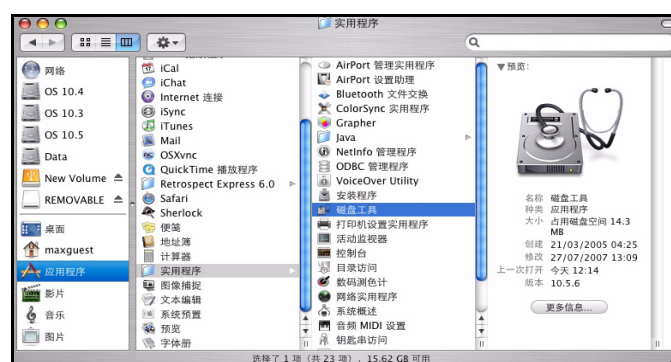 实用程序
网络
OS 10.4
OS 10.3
OS 10.5
Data
New Volume
REMOVABLE
桌面
maxguest
应用程序
影片
音乐
图片
iCal
iChat
Internet 连接
iSync
iTunes
Mail
OSXvnc
QuickTime 播放程序
Retrospect Express 6.0
Safari
Sherlock
便笺
地址簿
计算器
实用程序
图像捕捉
文本编辑
系统预置
预览
字体册
AirPort 管理实用程序
AirPort 设置助理
Bluetooth 文件交换
ColorSync 实用程序
Grapher
Java
NetInfo 管理程序
ODBC 管理程序
VoiceOver Utility
安装程序
磁盘工具
打印机设置实用程序
活动监视器
控制台
目录访问
数码测色计
网络实用程序
系统概述
音频 MIDI 设置
钥匙串访问
预览:
名称 磁盘工具
种类 应用程序
大小 占用磁盘空间 14.3
MB
创建 21/03/2005 04:25
修改 27/07/2007 13:09
上一次打开 今天 12:14
版本 10.5.6
更多信息...
选择了 1 项（共 23 项），15.62 GB 可用